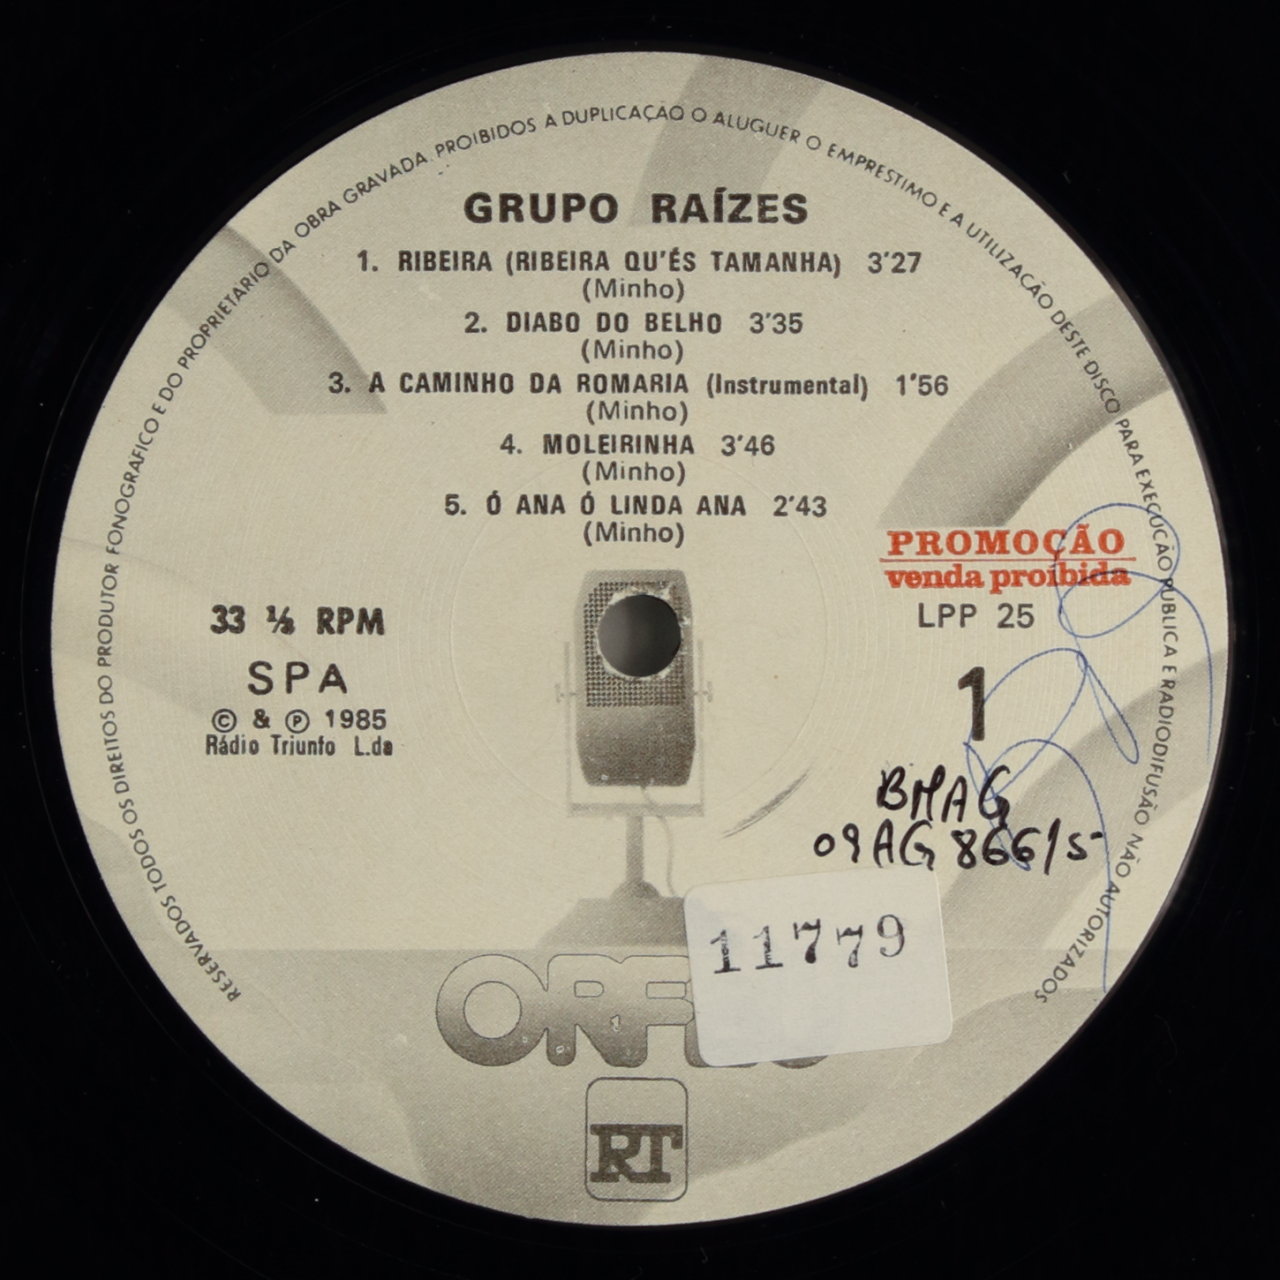 RESERVADOS TODOS OS DIREITOS DO PRODUTOR FONOGRAFICO E DO PROPRIETARIO DA OBRA GRAVADA. PROIBIDOS A DUPLICAÇÃO O ALUGUER O EMPRESTIMO E A UTILIZAÇÃO DESTE DISCO PARA EXECUÇÃO PUBLICA E RADIODIFUSÃO NÃO AUTORIZADOS
GRUPO RAÍZES
1. RIBEIRA (RIBEIRA QU'ÉS TAMANHA) 3'27
(Minho)
2. DIABO DO BELHO 3'35
(Minho)
3. A CAMINHO DA ROMARIA (Instrumental) 1'56
(Minho)
4. MOLEIRINHA 3'46
(Minho)
5. Ó ANA Ó LINDA ANA 2'43
(Minho)
PROMOÇÃO
venda proíbida
LPP 25
1
33 ⅓ RPM
SPA
© & ℗ 1985
Rádio Triunfo L.da
BMAG
09AG 866/5
11779
RT